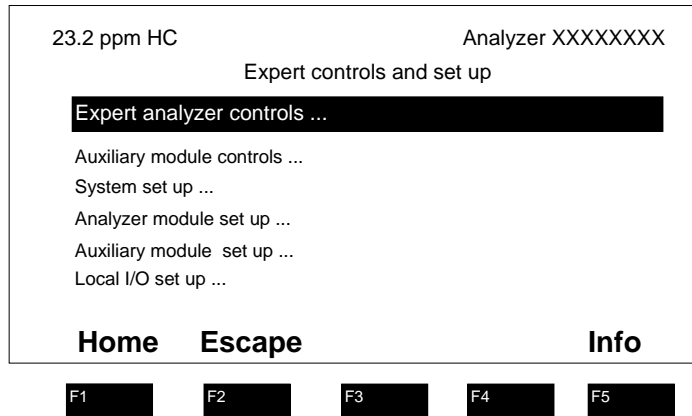 23.2 ppm HC Analyzer XXXXXXXX
Expert controls and set up
Expert analyzer controls ...
Auxiliary module controls ...
System set up ...
Analyzer module set up ...
Auxiliary module set up ...
Local I/O set up ...
Home Escape Info
F1 F2 F3 F4 F5